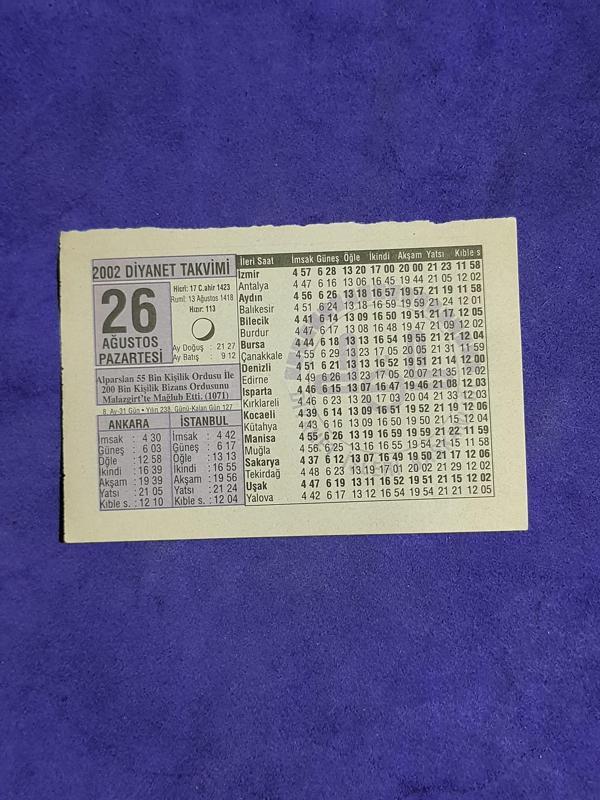 2002 DİYANET TAKVİMİ
26
AĞUSTOS
PAZARTESİ
Hicrî: 17 C.ahir 1423
Rumî: 13 Ağustos 1418
Hızır: 113
Ay Doğuş : 21 27
Ay Batış : 9 12
Alparslan 55 Bin Kişilik Ordusu İle
200 Bin Kişilik Bizans Ordusunu
Malazgirt'te Mağlub Etti. (1071)
8. Ay-31 Gün • Yılın 238. Günü-Kalan Gün 127
ANKARA
İmsak : 4 30
Güneş : 6 03
Öğle : 12 58
İkindi : 16 39
Akşam : 19 39
Yatsı : 21 05
Kıble s : 12 10
İSTANBUL
İmsak : 4 42
Güneş : 6 17
Öğle : 13 13
İkindi : 16 55
Akşam : 19 56
Yatsı : 21 24
Kıble s : 12 04
İleri Saat İmsak Güneş Öğle İkindi Akşam Yatsı Kıble s
İzmir 4 57 6 28 13 20 17 00 20 00 21 23 11 58
Antalya 4 47 6 16 13 06 16 45 19 44 21 05 12 02
Aydın 4 56 6 26 13 18 16 57 19 57 21 19 11 58
Balıkesir 4 51 6 24 13 18 16 59 19 59 21 24 12 01
Bilecik 4 41 6 14 13 09 16 50 19 51 21 17 12 05
Burdur 4 47 6 17 13 08 16 48 19 47 21 09 12 02
Bursa 4 44 6 18 13 13 16 54 19 55 21 21 12 04
Çanakkale 4 55 6 29 13 23 17 05 20 05 21 31 11 59
Denizli 4 51 6 21 13 13 16 52 19 51 21 14 12 00
Edirne 4 49 6 26 13 23 17 05 20 07 21 35 12 02
Isparta 4 46 6 15 13 07 16 47 19 46 21 08 12 03
Kırklareli 4 46 6 23 13 20 17 03 20 04 21 33 12 03
Kocaeli 4 39 6 14 13 09 16 51 19 52 21 19 12 06
Kütahya 4 43 6 16 13 09 16 50 19 50 21 14 12 03
Manisa 4 55 6 26 13 19 16 59 19 59 21 22 11 59
Muğla 4 56 6 25 13 16 16 55 19 54 21 15 11 58
Sakarya 4 37 6 12 13 07 16 49 19 50 21 17 12 06
Tekirdağ 4 48 6 23 13 19 17 01 20 02 21 29 12 02
Uşak 4 47 6 19 13 11 16 52 19 51 21 15 12 02
Yalova 4 42 6 17 13 12 16 54 19 54 21 21 12 05